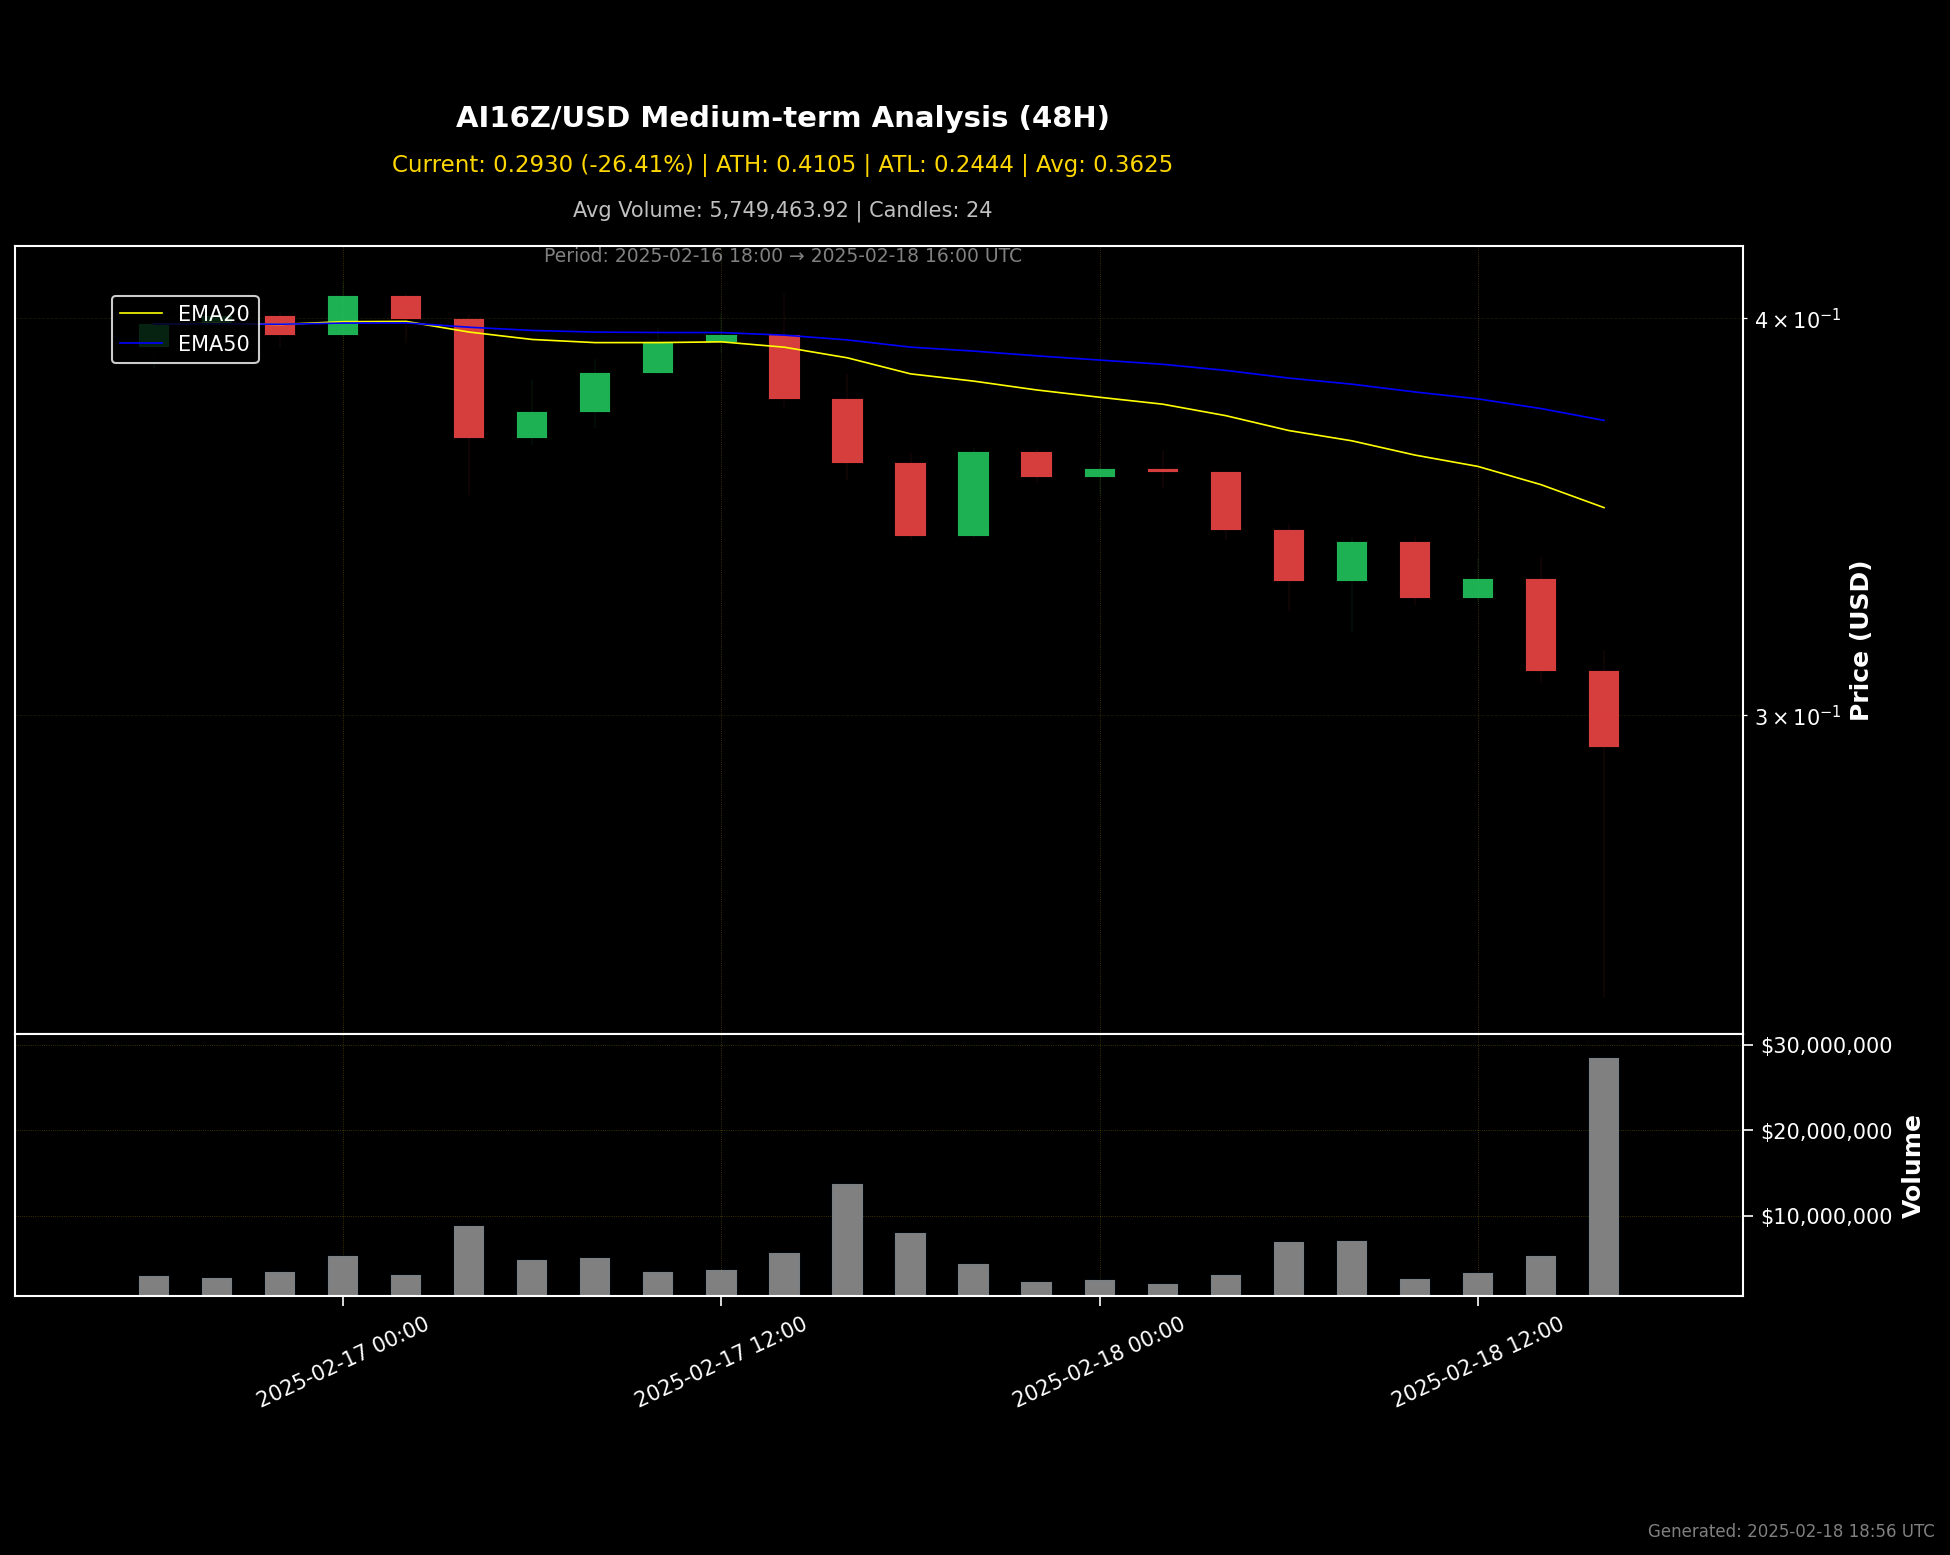 AI16Z/USD Medium-term Analysis (48H)
Current: 0.2930 (-26.41%) | ATH: 0.4105 | ATL: 0.2444 | Avg: 0.3625
Avg Volume: 5,749,463.92 | Candles: 24
Period: 2025-02-16 18:00 → 2025-02-18 16:00 UTC
EMA20
EMA50
4 × 10⁻¹
3 × 10⁻¹
Price (USD)
$30,000,000
$20,000,000
$10,000,000
Volume
2025-02-17 00:00
2025-02-17 12:00
2025-02-18 00:00
2025-02-18 12:00
Generated: 2025-02-18 18:56 UTC